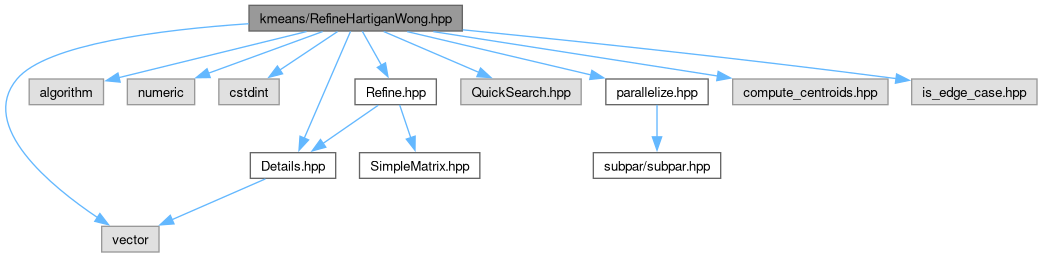 kmeans/RefineHartiganWong.hpp
algorithm
numeric
cstdint
Refine.hpp
QuickSearch.hpp
parallelize.hpp
compute_centroids.hpp
is_edge_case.hpp
Details.hpp
SimpleMatrix.hpp
subpar/subpar.hpp
vector